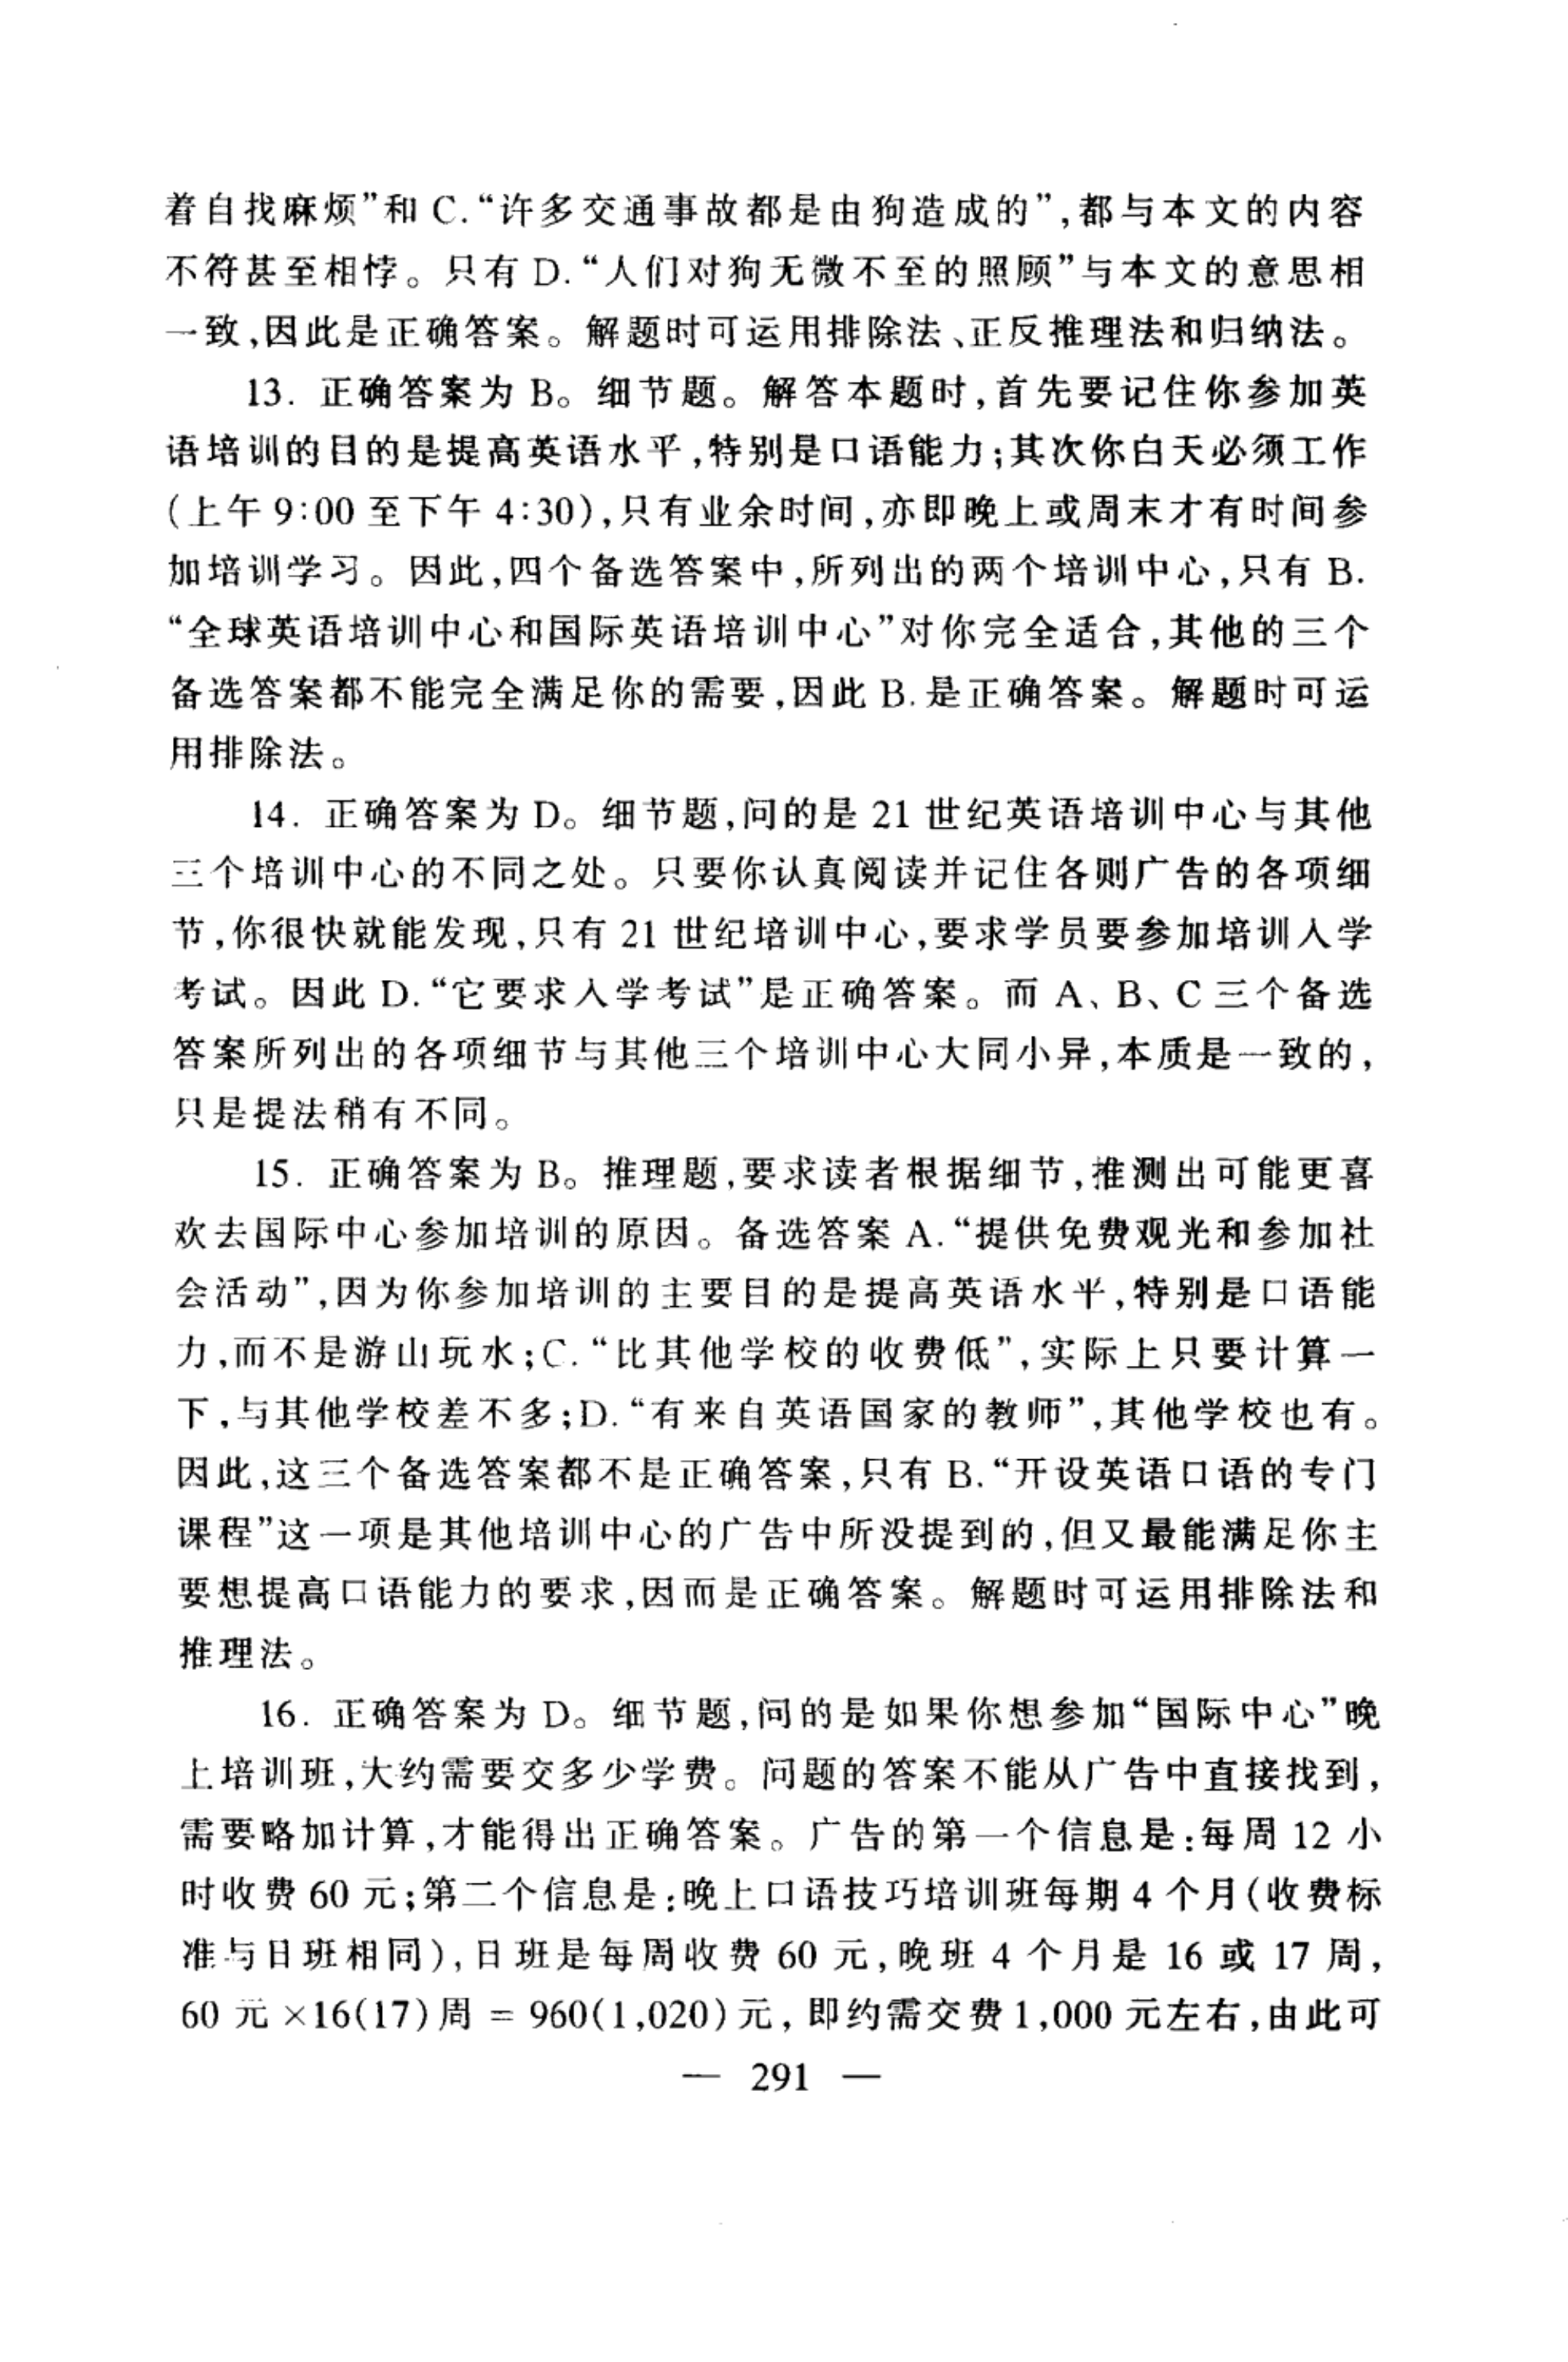 着自找麻烦”和 C.“许多交通事故都是由狗造成的”,都与本文的内容
不符甚至相悖。只有 D.“人们对狗无微不至的照顾”与本文的意思相
一致,因此是正确答案。解题时可运用排除法、正反推理法和归纳法。
13. 正确答案为 B。细节题。解答本题时,首先要记住你参加英
语培训的目的是提高英语水平,特别是口语能力;其次你白天必须工作
(上午 9:00 至下午 4:30),只有业余时间,亦即晚上或周末才有时间参
加培训学习。因此,四个备选答案中,所列出的两个培训中心,只有 B.
“全球英语培训中心和国际英语培训中心”对你完全适合,其他的三个
备选答案都不能完全满足你的需要,因此 B.是正确答案。解题时可运
用排除法。
14. 正确答案为 D。细节题,问的是 21 世纪英语培训中心与其他
三个培训中心的不同之处。只要你认真阅读并记住各则广告的各项细
节,你很快就能发现,只有 21 世纪培训中心,要求学员要参加培训入学
考试。因此 D.“它要求入学考试”是正确答案。而 A、B、C 三个备选
答案所列出的各项细节与其他三个培训中心大同小异,本质是一致的,
只是提法稍有不同。
15. 正确答案为 B。推理题,要求读者根据细节,推测出可能更喜
欢去国际中心参加培训的原因。备选答案 A.“提供免费观光和参加社
会活动”,因为你参加培训的主要目的是提高英语水平,特别是口语能
力,而不是游山玩水;C.“比其他学校的收费低”,实际上只要计算一
下,与其他学校差不多;D.“有来自英语国家的教师”,其他学校也有。
因此,这三个备选答案都不是正确答案,只有 B.“开设英语口语的专门
课程”这一项是其他培训中心的广告中所没提到的,但又最能满足你主
要想提高口语能力的要求,因而是正确答案。解题时可运用排除法和
推理法。
16. 正确答案为 D。细节题,问的是如果你想参加“国际中心”晚
上培训班,大约需要交多少学费。问题的答案不能从广告中直接找到,
需要略加计算,才能得出正确答案。广告的第一个信息是:每周 12 小
时收费 60 元;第二个信息是:晚上口语技巧培训班每期 4 个月(收费标
准与日班相同),日班是每周收费 60 元,晚班 4 个月是 16 或 17 周,
60 元 ×16(17)周 = 960(1,020)元, 即约需交费 1,000 元左右,由此可
— 291 —